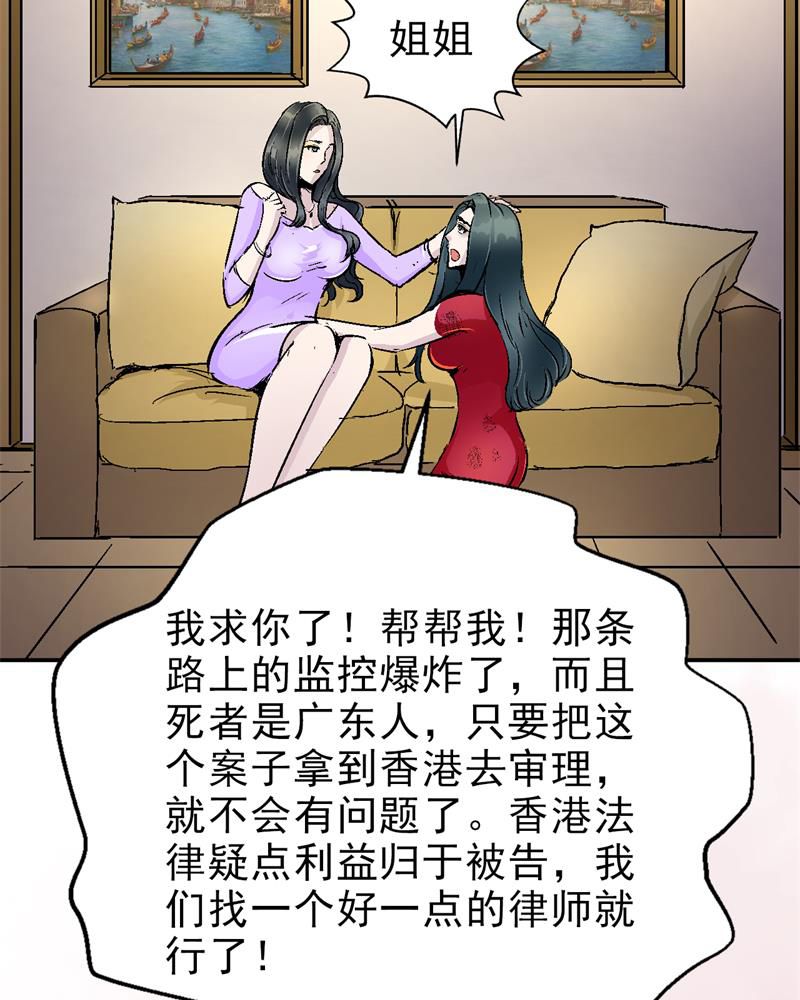 姐姐
我求你了！帮帮我！那条
路上的监控爆炸了，而且
死者是广东人，只要把这
个案子拿到香港去审理，
就不会有问题了。香港法
律疑点利益归于被告，我
们找一个好一点的律师就
行了！